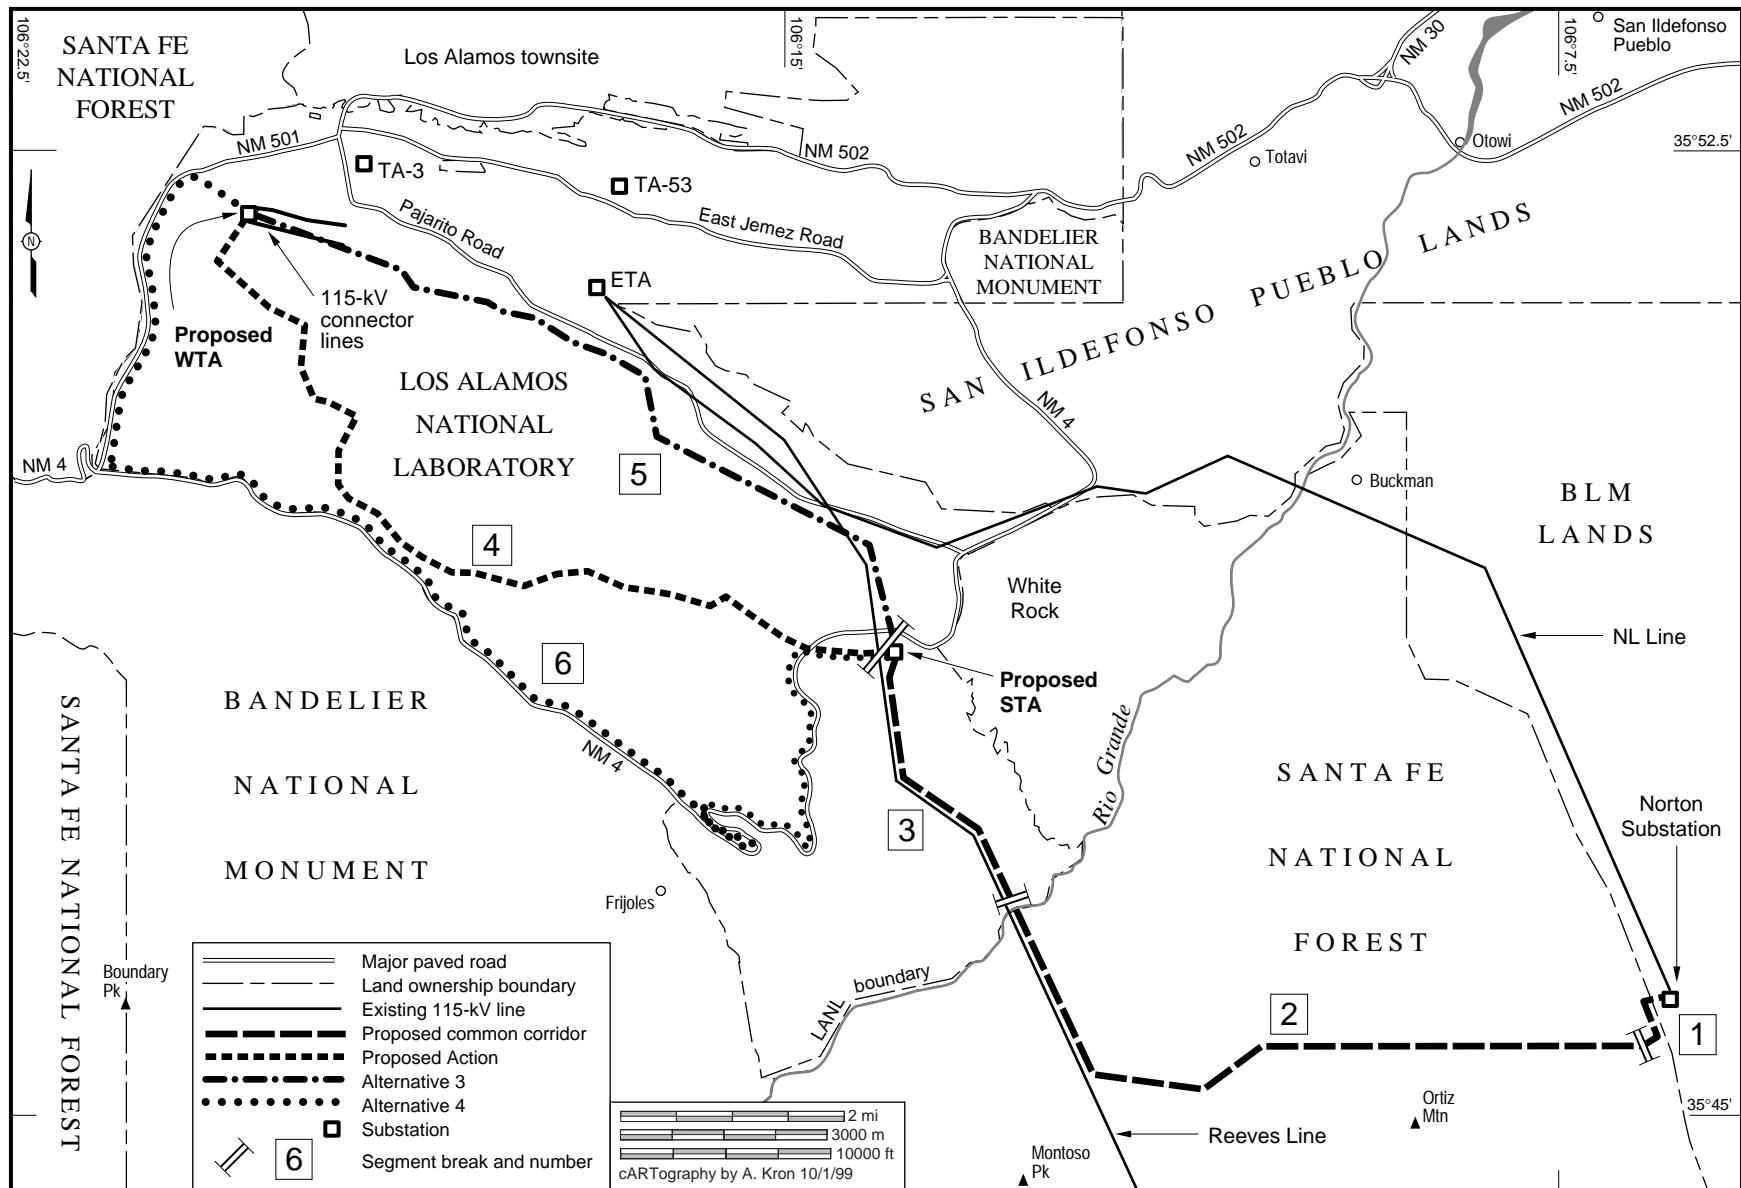 106°22.5'
SANTA FE
NATIONAL
FOREST
Los Alamos townsite
106°15'
NM 30
106°7.5'
San Ildefonso
Pueblo
NM 502
NM 501
NM 502
NM 502
Totavi
Otowi
35°52.5'
TA-3
TA-53
N
Pajarito Road
East Jemez Road
BANDELIER
NATIONAL
MONUMENT
SAN ILDEFONSO PUEBLO LANDS
ETA
115-kV
connector
lines
Proposed
WTA
LOS ALAMOS
NATIONAL
LABORATORY
NM 4
NM 4
5
Buckman
BLM
LANDS
4
White
Rock
NL Line
6
Proposed
STA
SANTA FE NATIONAL FOREST
BANDELIER
NATIONAL
MONUMENT
NM 4
Rio Grande
SANTA FE
NATIONAL
FOREST
Norton
Substation
3
Frijoles
Boundary
Pk
LANL boundary
2
1
Major paved road
Land ownership boundary
Existing 115-kV line
Proposed common corridor
Proposed Action
Alternative 3
Alternative 4
Substation
6
Segment break and number
2 mi
3000 m
10000 ft
cARTography by A. Kron 10/1/99
Ortiz
Mtn
35°45'
Reeves Line
Montoso
Pk